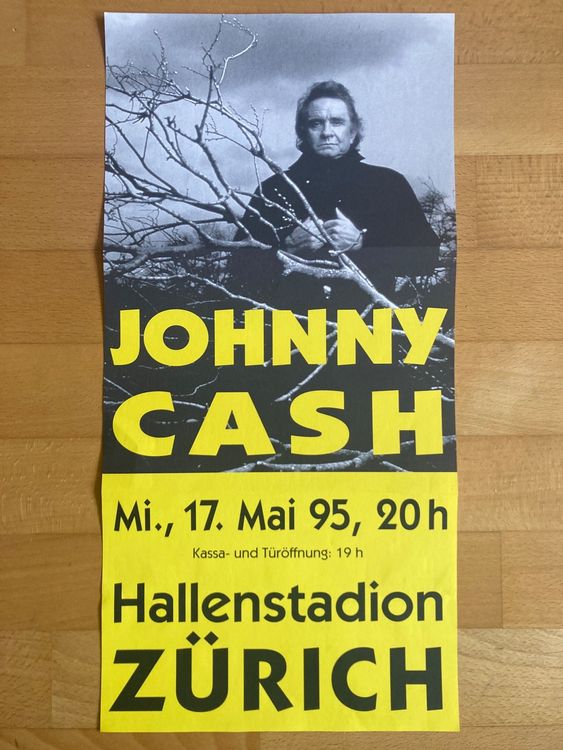 JOHNNY
CASH
Mi., 17. Mai 95, 20 h
Kassa- und Türöffnung: 19 h
Hallenstadion
ZÜRICH